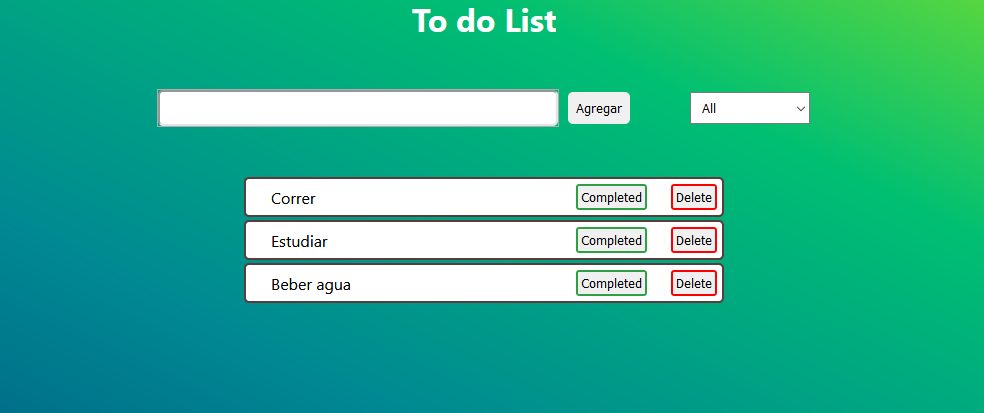 To do List
Agregar All
Correr Completed Delete
Estudiar Completed Delete
Beber agua Completed Delete